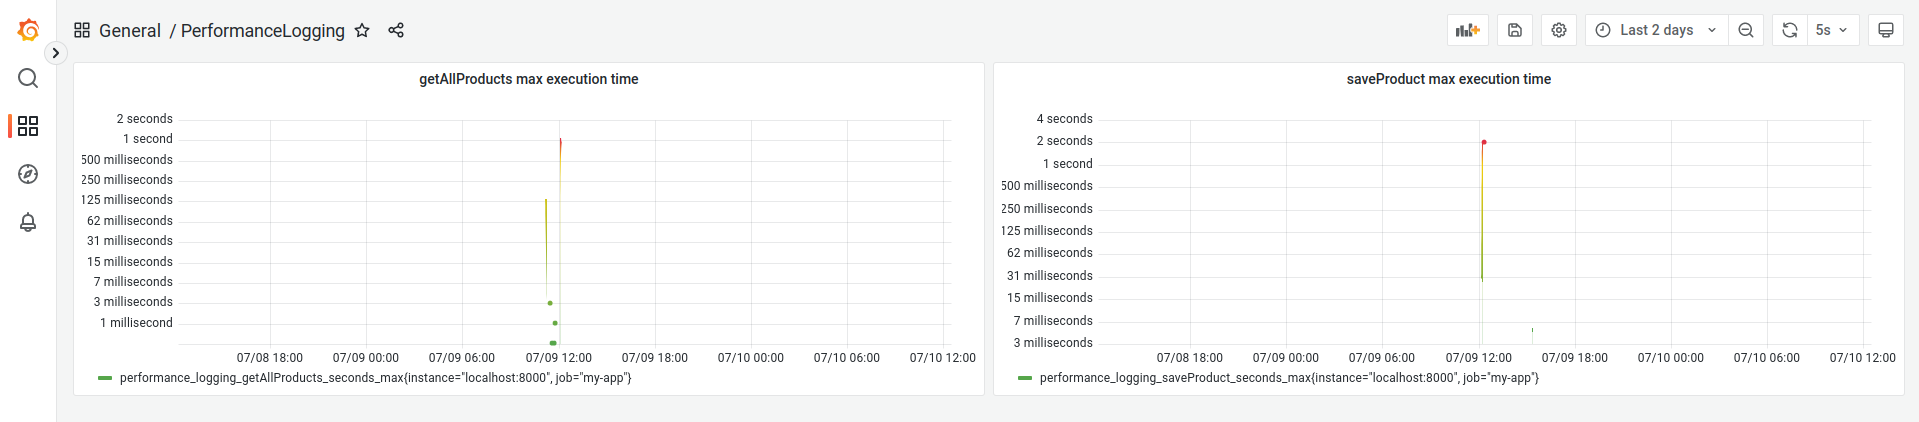 General / PerformanceLogging
Last 2 days
5s
getAllProducts max execution time
2 seconds
1 second
500 milliseconds
250 milliseconds
125 milliseconds
62 milliseconds
31 milliseconds
15 milliseconds
7 milliseconds
3 milliseconds
1 millisecond
07/08 18:00 07/09 00:00 07/09 06:00 07/09 12:00 07/09 18:00 07/10 00:00 07/10 06:00 07/10 12:00
performance_logging_getAllProducts_seconds_max{instance="localhost:8000", job="my-app"}
saveProduct max execution time
4 seconds
2 seconds
1 second
500 milliseconds
250 milliseconds
125 milliseconds
62 milliseconds
31 milliseconds
15 milliseconds
7 milliseconds
3 milliseconds
07/08 18:00 07/09 00:00 07/09 06:00 07/09 12:00 07/09 18:00 07/10 00:00 07/10 06:00 07/10 12:00
performance_logging_saveProduct_seconds_max{instance="localhost:8000", job="my-app"}